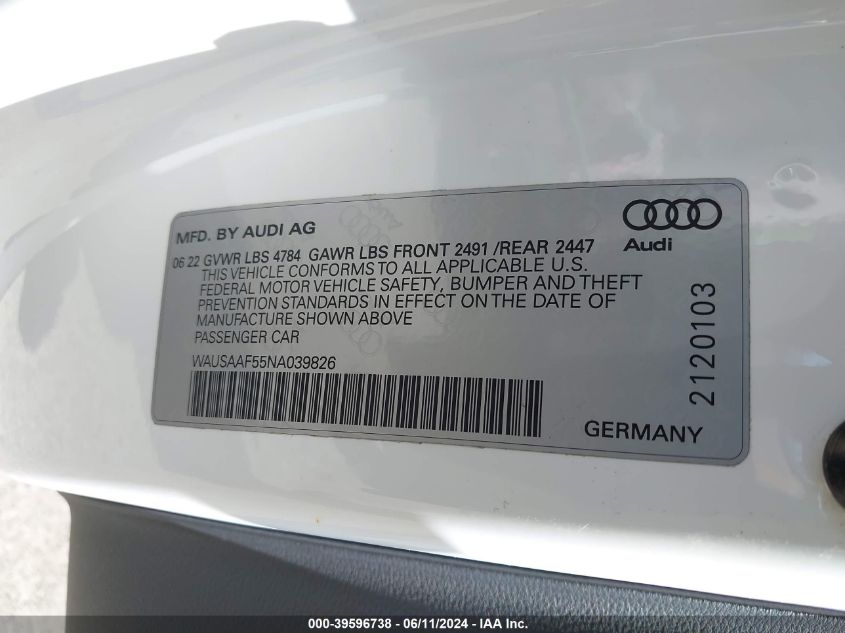 MFD. BY AUDI AG
06 22 GVWR LBS 4784 GAWR LBS FRONT 2491 /REAR 2447
THIS VEHICLE CONFORMS TO ALL APPLICABLE U.S.
FEDERAL MOTOR VEHICLE SAFETY, BUMPER AND THEFT
PREVENTION STANDARDS IN EFFECT ON THE DATE OF
MANUFACTURE SHOWN ABOVE
PASSENGER CAR
WAUSAAF55NA039826
Audi
2120103
GERMANY
000-39596738 - 06/11/2024 - IAA Inc.